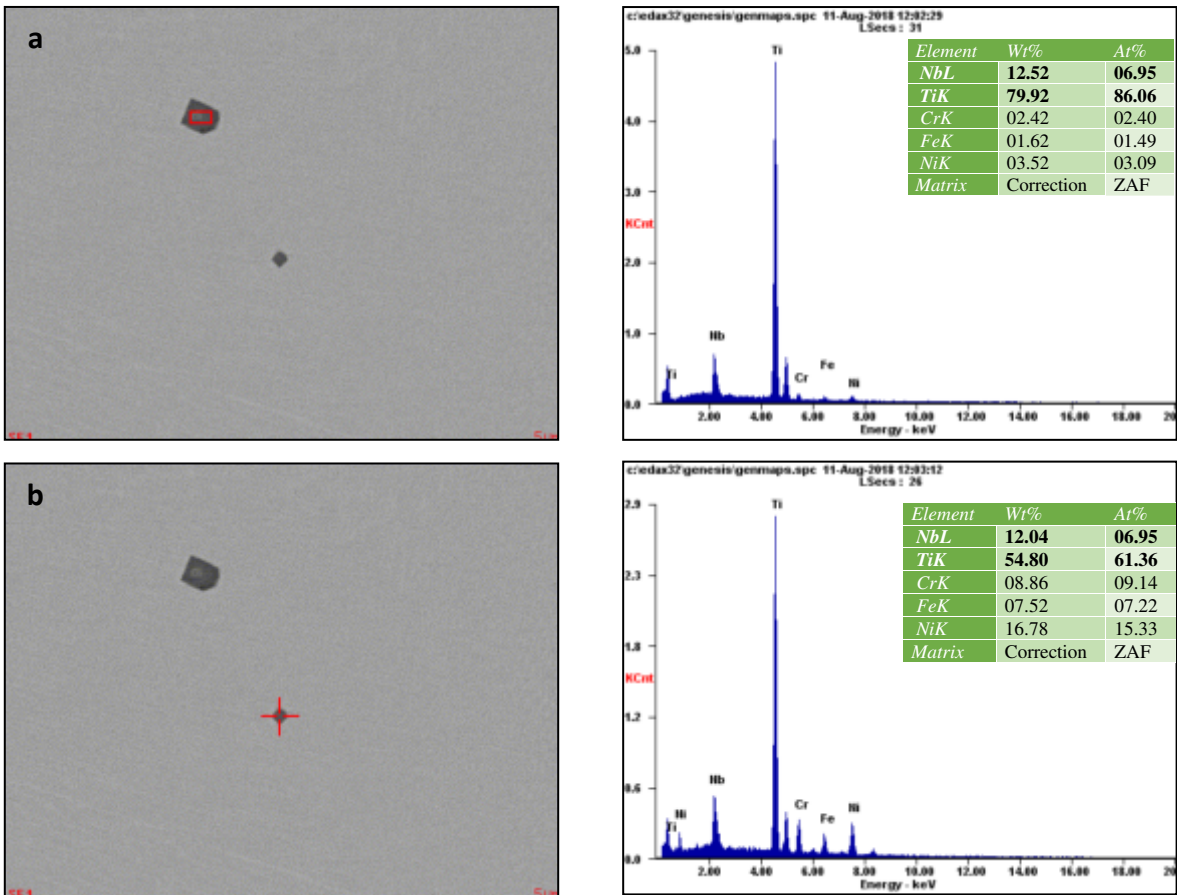 a
c:\edax32\genesis\genmaps.spc 11-Aug-2018 12:02:29
LSecs : 31
Element Wt% At%
NbL 12.52 06.95
TiK 79.92 86.06
CrK 02.42 02.40
FeK 01.62 01.49
NiK 03.52 03.09
Matrix Correction ZAF
5.0
4.0
3.0
KCnt
2.0
1.0
0.0
Ti
Nb
Ti
Cr
Fe
Ni
2.00 4.00 6.00 8.00 10.00 12.00 14.00 16.00 18.00 20
Energy - keV
b
c:\edax32\genesis\genmaps.spc 11-Aug-2018 12:03:12
LSecs : 26
Element Wt% At%
NbL 12.04 06.95
TiK 54.80 61.36
CrK 08.86 09.14
FeK 07.52 07.22
NiK 16.78 15.33
Matrix Correction ZAF
2.9
2.3
1.8
KCnt
1.2
0.6
0.0
Ti
Nb
Ni
Ti
Cr
Fe
Ni
2.00 4.00 6.00 8.00 10.00 12.00 14.00 16.00 18.00 20
Energy - keV